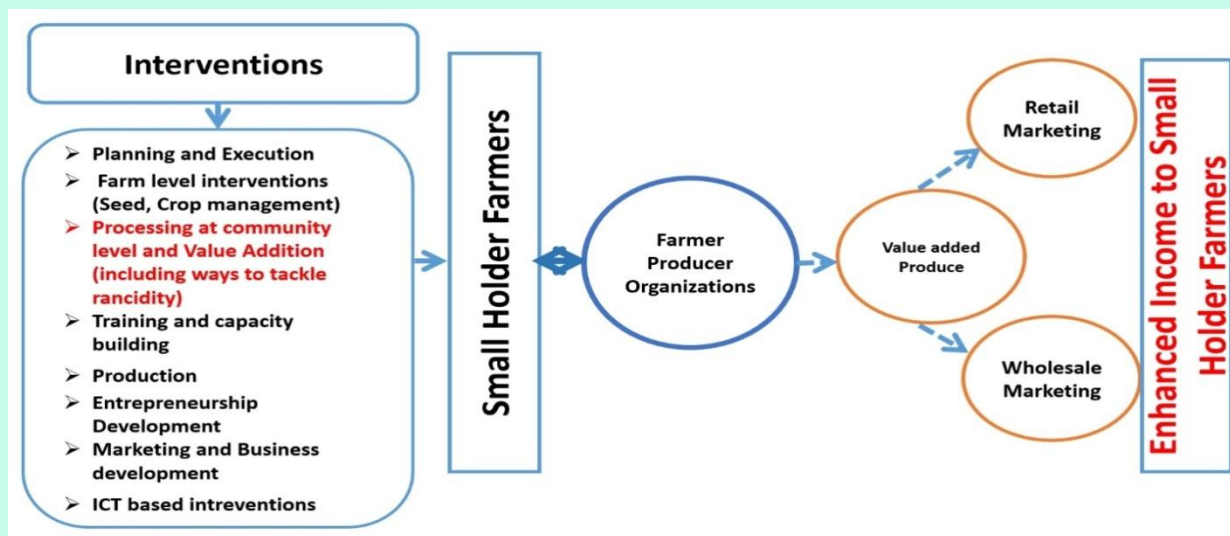 Interventions
➢ Planning and Execution
➢ Farm level interventions
(Seed, Crop management)
➢ Processing at community
level and Value Addition
(including ways to tackle
rancidity)
➢ Training and capacity
building
➢ Production
➢ Entrepreneurship
Development
➢ Marketing and Business
development
➢ ICT based intreventions
Small Holder Farmers
Farmer
Producer
Organizations
Value added
Produce
Retail
Marketing
Wholesale
Marketing
Enhanced Income to Small
Holder Farmers